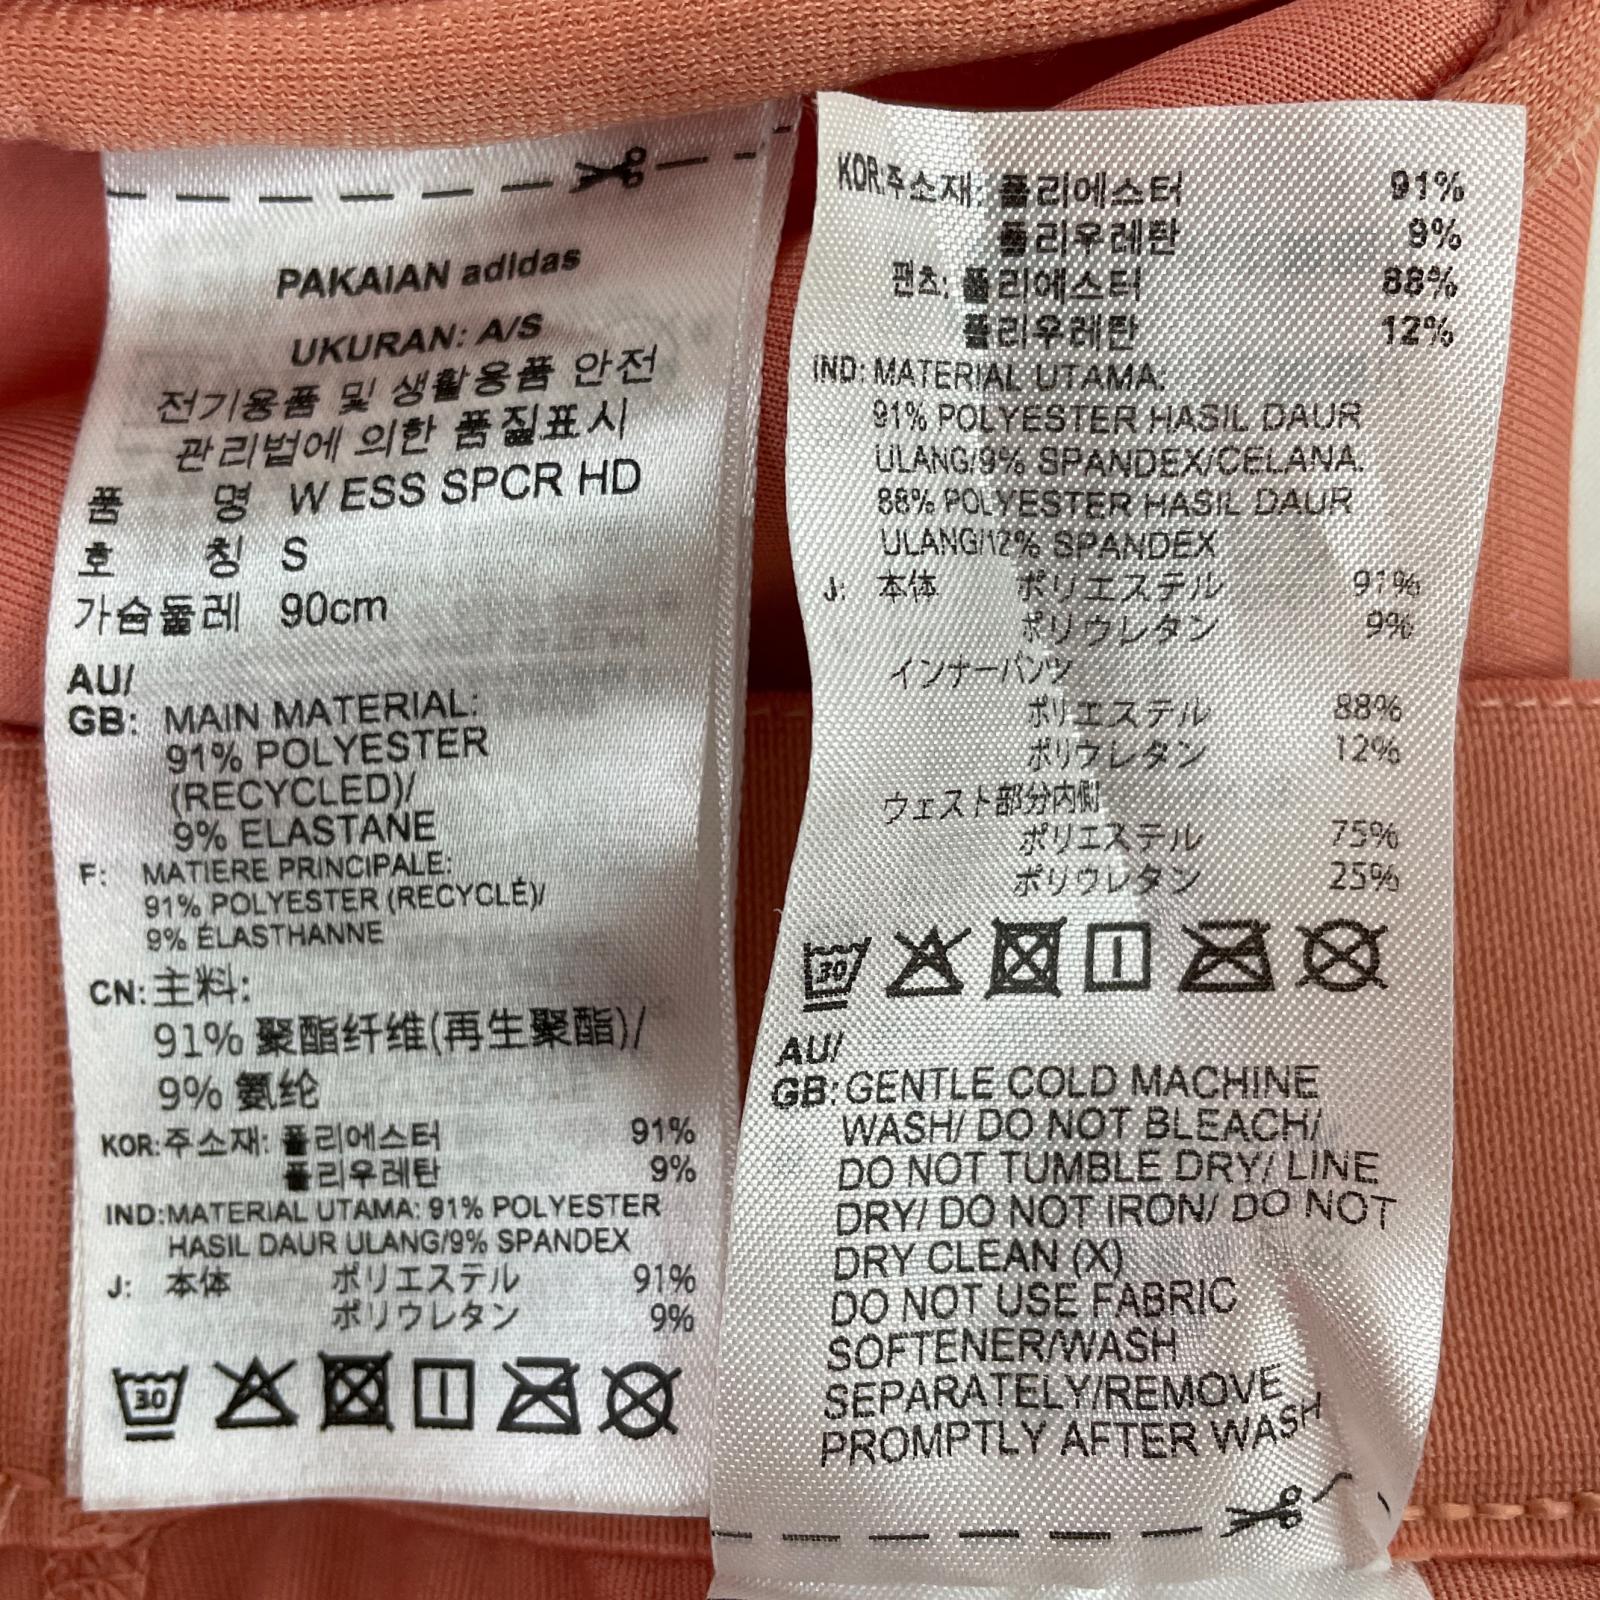 PAKAIAN adidas
UKURAN: A/S
전기용품 및 생활용품 안전
관리법에 의한 품질표시
품 명 W ESS SPCR HD
호 칭 S
가슴둘레 90cm
AU/
GB: MAIN MATERIAL:
91% POLYESTER
(RECYCLED)/
9% ELASTANE
F: MATIERE PRINCIPALE:
91% POLYESTER (RECYCLÉ)/
9% ÉLASTHANNE
CN: 主料:
91% 聚酯纤维(再生聚酯)/
9% 氨纶
KOR: 주소재: 폴리에스터 91%
폴리우레탄 9%
IND: MATERIAL UTAMA: 91% POLYESTER
HASIL DAUR ULANG/9% SPANDEX
J: 本体 ポリエステル 91%
ポリウレタン 9%
30
KOR: 주소재: 폴리에스터 91%
폴리우레탄 9%
팬츠: 폴리에스터 88%
폴리우레탄 12%
IND: MATERIAL UTAMA:
91% POLYESTER HASIL DAUR
ULANG/9% SPANDEX/CELANA:
88% POLYESTER HASIL DAUR
ULANG/12% SPANDEX
J: 本体 ポリエステル 91%
ポリウレタン 9%
インナーパンツ
ポリエステル 88%
ポリウレタン 12%
ウェスト部分内側
ポリエステル 75%
ポリウレタン 25%
30
AU/
GB: GENTLE COLD MACHINE
WASH/ DO NOT BLEACH/
DO NOT TUMBLE DRY/ LINE
DRY/ DO NOT IRON/ DO NOT
DRY CLEAN (X)
DO NOT USE FABRIC
SOFTENER/WASH
SEPARATELY/REMOVE
PROMPTLY AFTER WASH